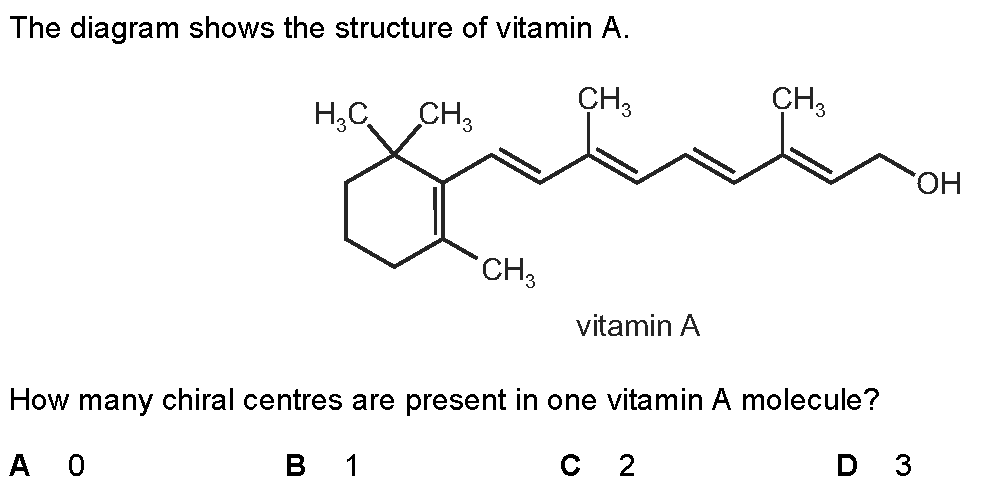 The diagram shows the structure of vitamin A.
H₃C CH₃ CH₃ CH₃
OH
CH₃
vitamin A
How many chiral centres are present in one vitamin A molecule?
A 0 B 1 C 2 D 3